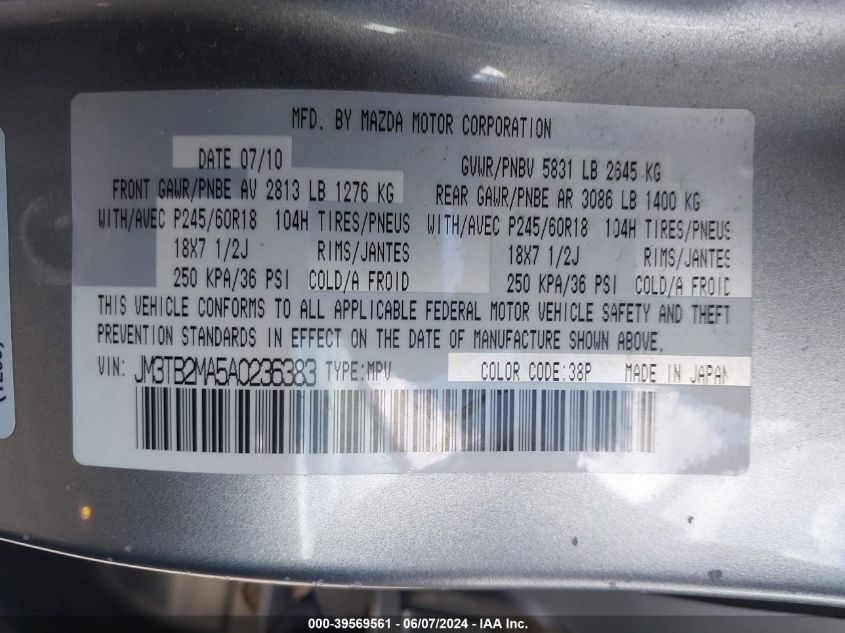 MFD. BY MAZDA MOTOR CORPORATION
DATE 07/10 GVWR/PNBV 5831 LB 2645 KG
FRONT GAWR/PNBE AV 2813 LB 1276 KG REAR GAWR/PNBE AR 3086 LB 1400 KG
WITH/AVEC P245/60R18 104H TIRES/PNEUS WITH/AVEC P245/60R18 104H TIRES/PNEUS
18X7 1/2J RIMS/JANTES 18X7 1/2J RIMS/JANTES
250 KPA/36 PSI COLD/A FROID 250 KPA/36 PSI COLD/A FROID
THIS VEHICLE CONFORMS TO ALL APPLICABLE FEDERAL MOTOR VEHICLE SAFETY AND THEFT
PREVENTION STANDARDS IN EFFECT ON THE DATE OF MANUFACTURE SHOWN ABOVE.
VIN: JM3TB2MA5A0236383 TYPE:MPV COLOR CODE:38P MADE IN JAPAN
000-39569561 - 06/07/2024 - IAA Inc.